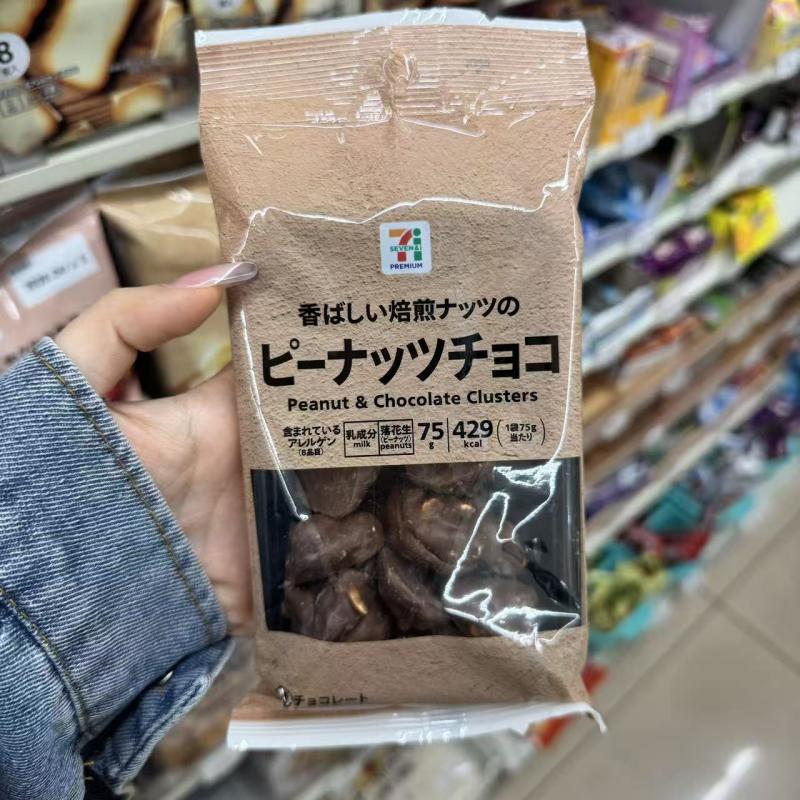 8
7i
SEVEN&i
PREMIUM
香ばしい焙煎ナッツの
ピーナッツチョコ
Peanut & Chocolate Clusters
含まれている
アレルゲン
(8品目)
乳成分
milk
落花生
(ピーナッツ)
peanuts
75
g
429
kcal
(1袋75g
当たり)
チョコレート